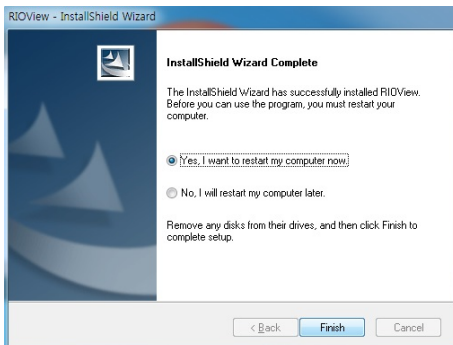 RIOView - InstallShield Wizard
InstallShield Wizard Complete
The InstallShield Wizard has successfully installed RIOView.
Before you can use the program, you must restart your
computer.
Yes, I want to restart my computer now.
No, I will restart my computer later.
Remove any disks from their drives, and then click Finish to
complete setup.
< Back
Finish
Cancel